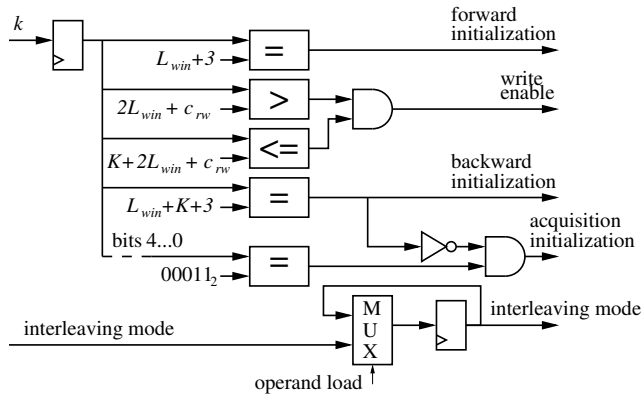 k
forward
initialization
L_win+3
=
write
enable
>
2L_win + c_rw
<=
K+2L_win + c_rw
backward
initialization
=
L_win+K+3
acquisition
initialization
bits 4...0
=
00011₂
M
U
X
interleaving mode
interleaving mode
operand load